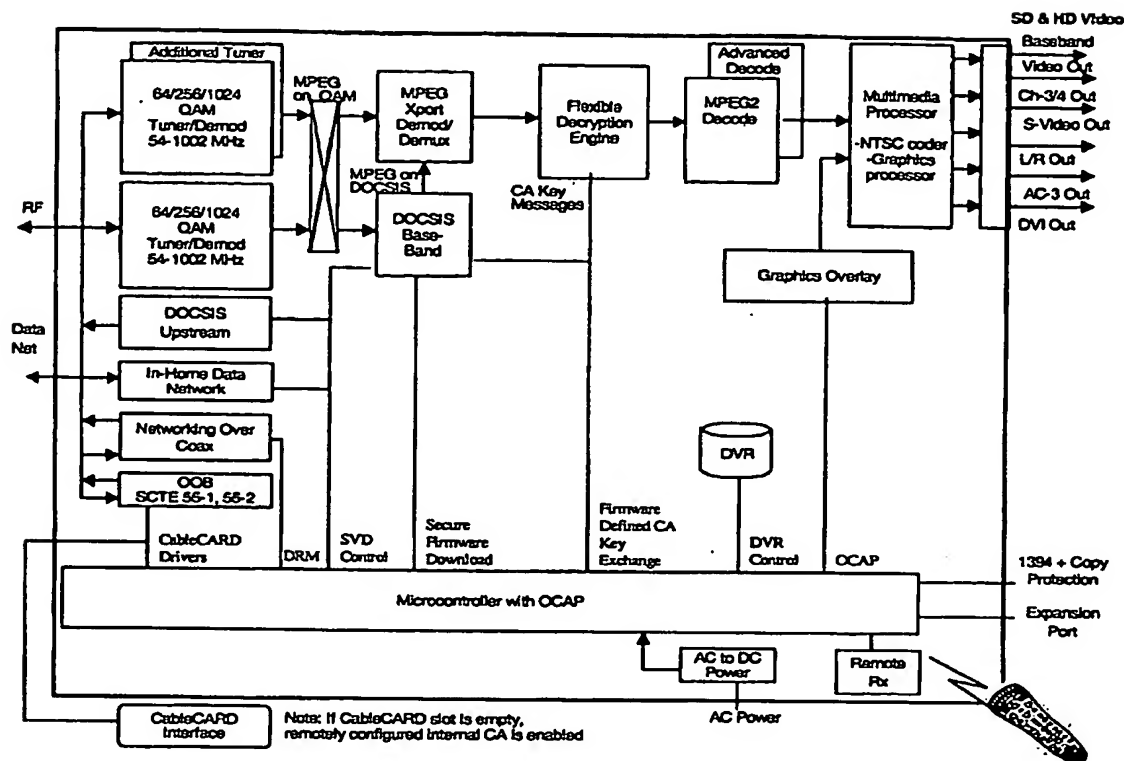 SD & HD Video
Baseband
Video Out
Ch-3/4 Out
S-Video Out
L/R Out
AC-3 Out
DVI Out
Additional Tuner
64/256/1024
QAM
Tuner/Demod
54-1002 MHz
MPEG
on QAM
MPEG
Xport
Demod/
Demux
Flexible
Decryption
Engine
Advanced
Decode
MPEG2
Decode
Multimedia
Processor
-NTSC coder
-Graphics
processor
MPEG on
DOCSIS
CA Key
Messages
RF
64/256/1024
QAM
Tuner/Demod
54-1002 MHz
DOCSIS
Base-
Band
Graphics Overlay
DOCSIS
Upstream
Data
Net
In-Home Data
Network
Networking Over
Coax
DVR
OOB
SCTE 55-1, 55-2
CableCARD
Drivers
DRM
SVD
Control
Secure
Firmware
Download
Firmware
Defined CA
Key
Exchange
DVR
Control
OCAP
1394 + Copy
Protection
Microcontroller with OCAP
Expansion
Port
AC to DC
Power
Remote
Rx
AC Power
CableCARD
Interface
Note: If CableCARD slot is empty,
remotely configured internal CA is enabled